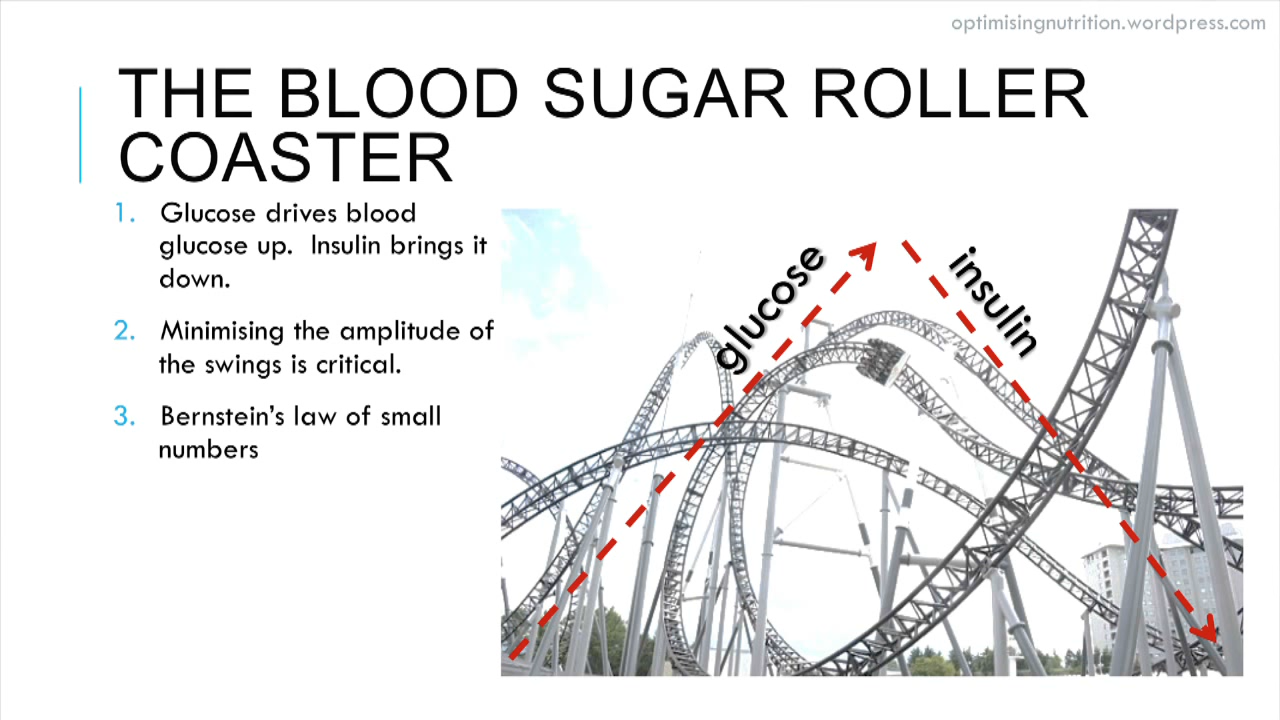 optimisingnutrition.wordpress.com
THE BLOOD SUGAR ROLLER
COASTER
1. Glucose drives blood
glucose up. Insulin brings it
down.
2. Minimising the amplitude of
the swings is critical.
3. Bernstein's law of small
numbers
glucose
insulin